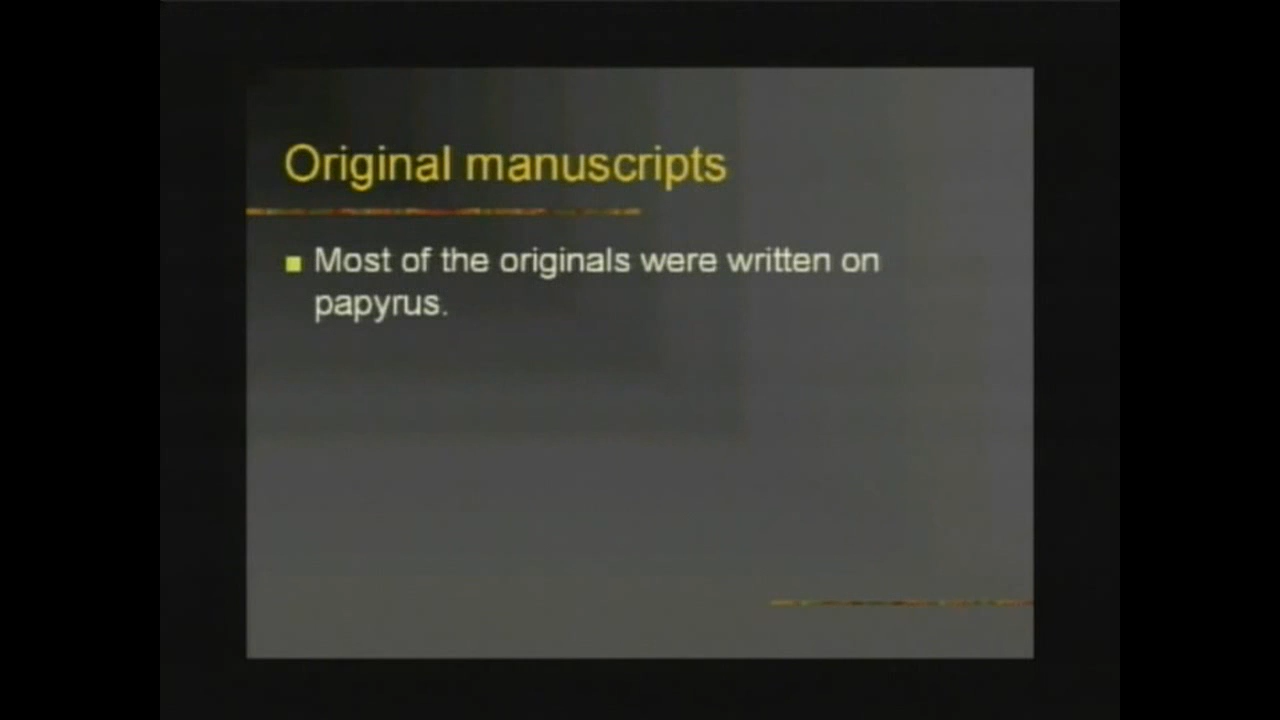 Original manuscripts
Most of the originals were written on
papyrus.